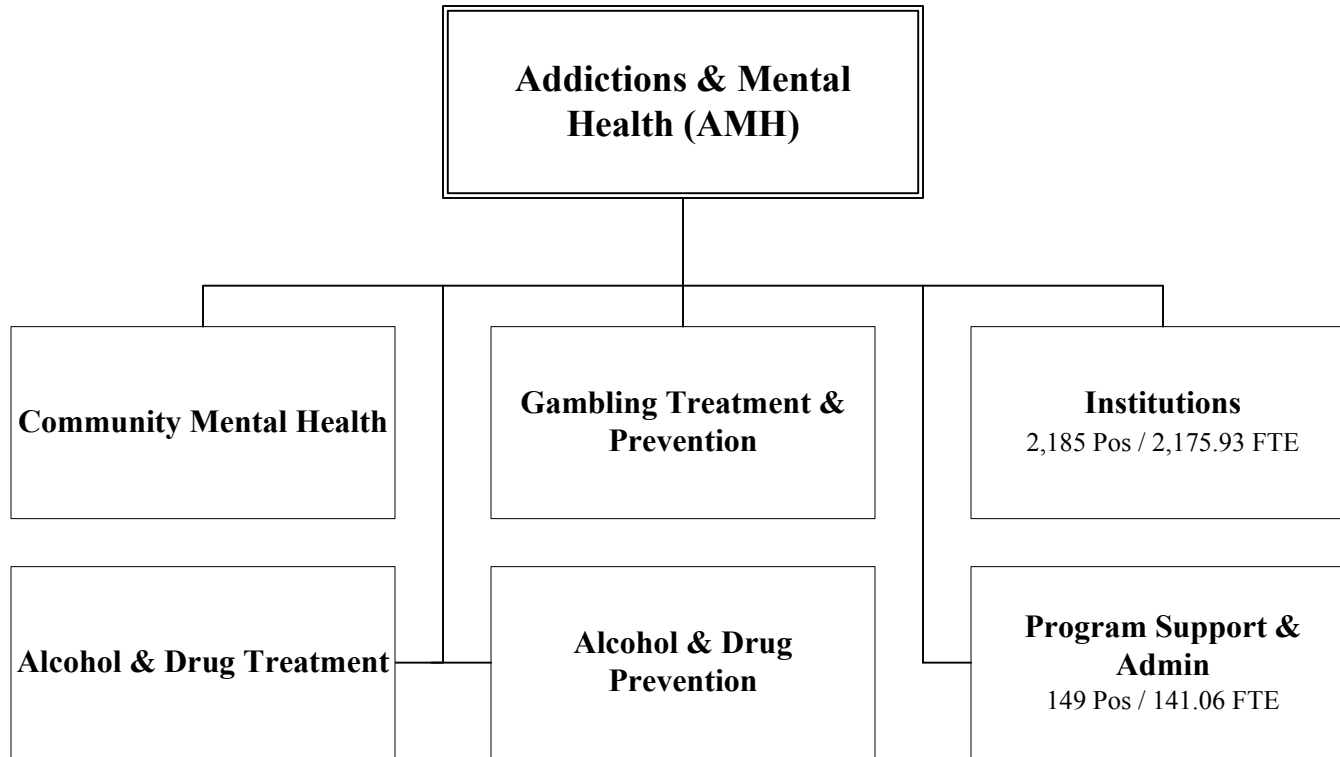 Addictions & Mental
Health (AMH)
Community Mental Health
Gambling Treatment &
Prevention
Institutions
2,185 Pos / 2,175.93 FTE
Alcohol & Drug Treatment
Alcohol & Drug
Prevention
Program Support &
Admin
149 Pos / 141.06 FTE